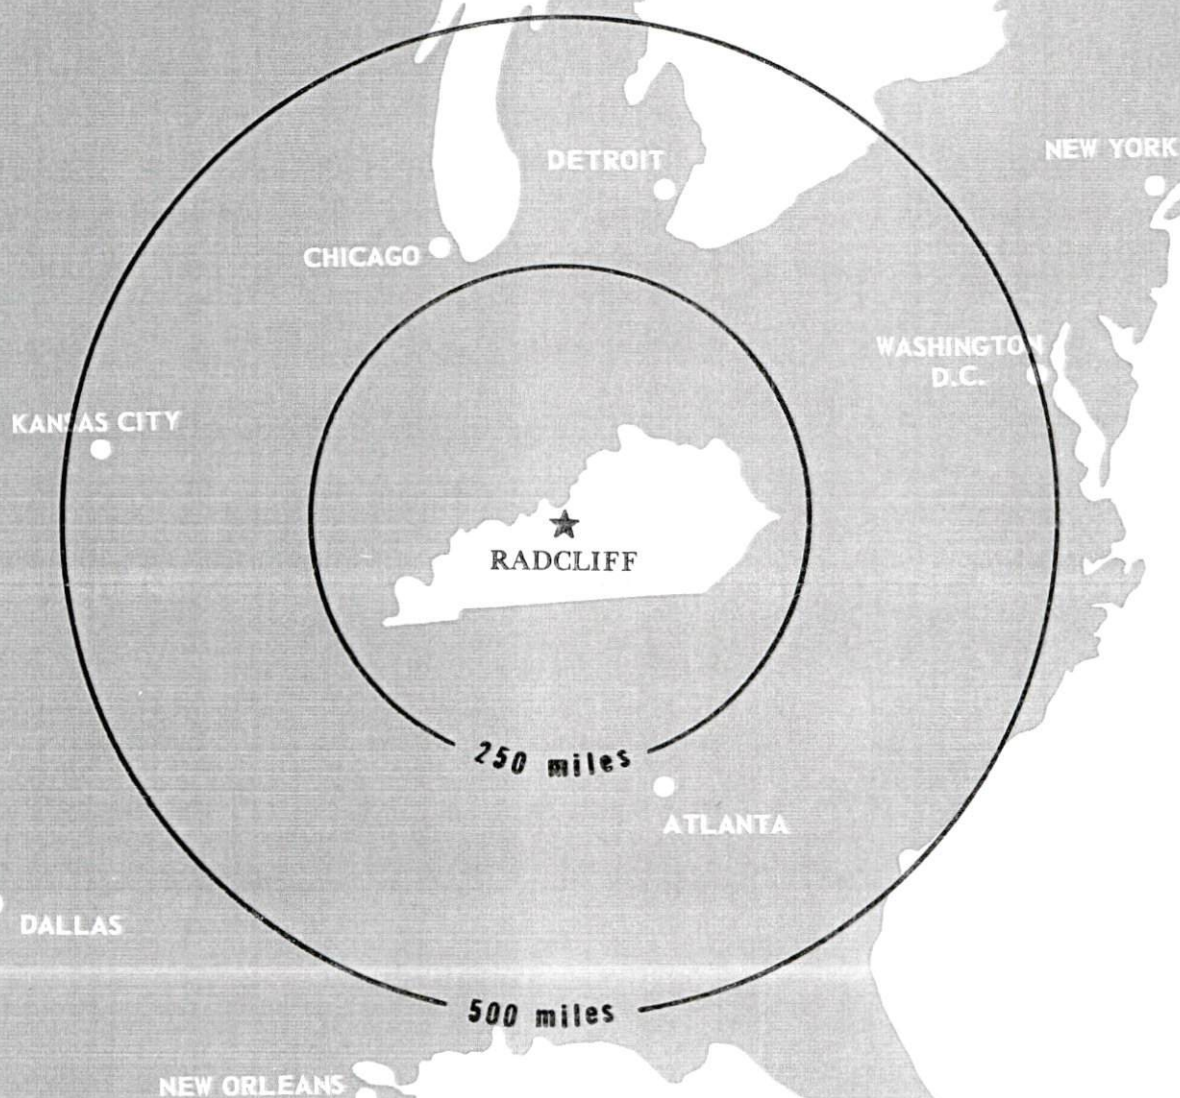 NEW YORK
DETROIT
CHICAGO
WASHINGTON
D.C.
KANSAS CITY
RADCLIFF
250 miles
ATLANTA
DALLAS
500 miles
NEW ORLEANS